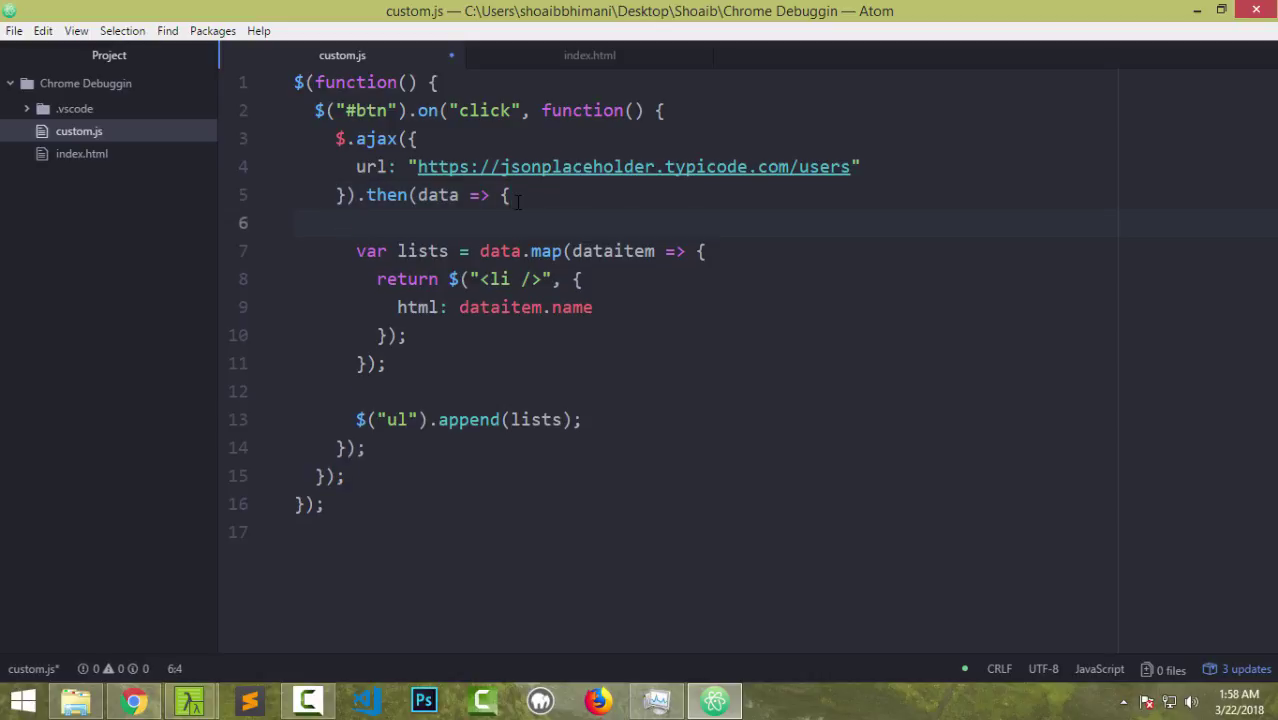 custom.js — C:\Users\shoaibbhimani\Desktop\Shoaib\Chrome Debuggin — Atom
File Edit View Selection Find Packages Help
Project
custom.js
index.html
Chrome Debuggin
.vscode
custom.js
index.html
1 $(function() {
2 $("#btn").on("click", function() {
3 $.ajax({
4 url: "https://jsonplaceholder.typicode.com/users"
5 }).then(data => {
6
7 var lists = data.map(dataitem => {
8 return $("<li />", {
9 html: dataitem.name
10 });
11 });
12
13 $("ul").append(lists);
14 });
15 });
16 });
17
custom.js* 0 0 0 6:4 CRLF UTF-8 JavaScript 0 files 3 updates
Ps
1:58 AM
3/22/2018